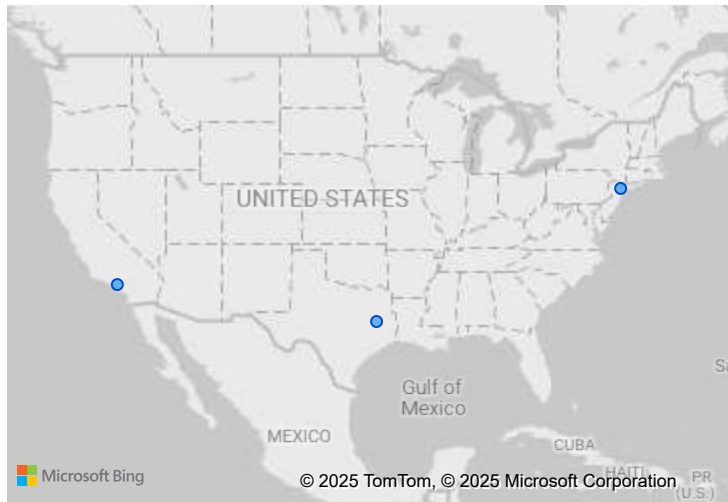 UNITED STATES
Gulf of
Mexico
MEXICO
CUBA
HAITI
PR
(U.S.)
Microsoft Bing
© 2025 TomTom, © 2025 Microsoft Corporation